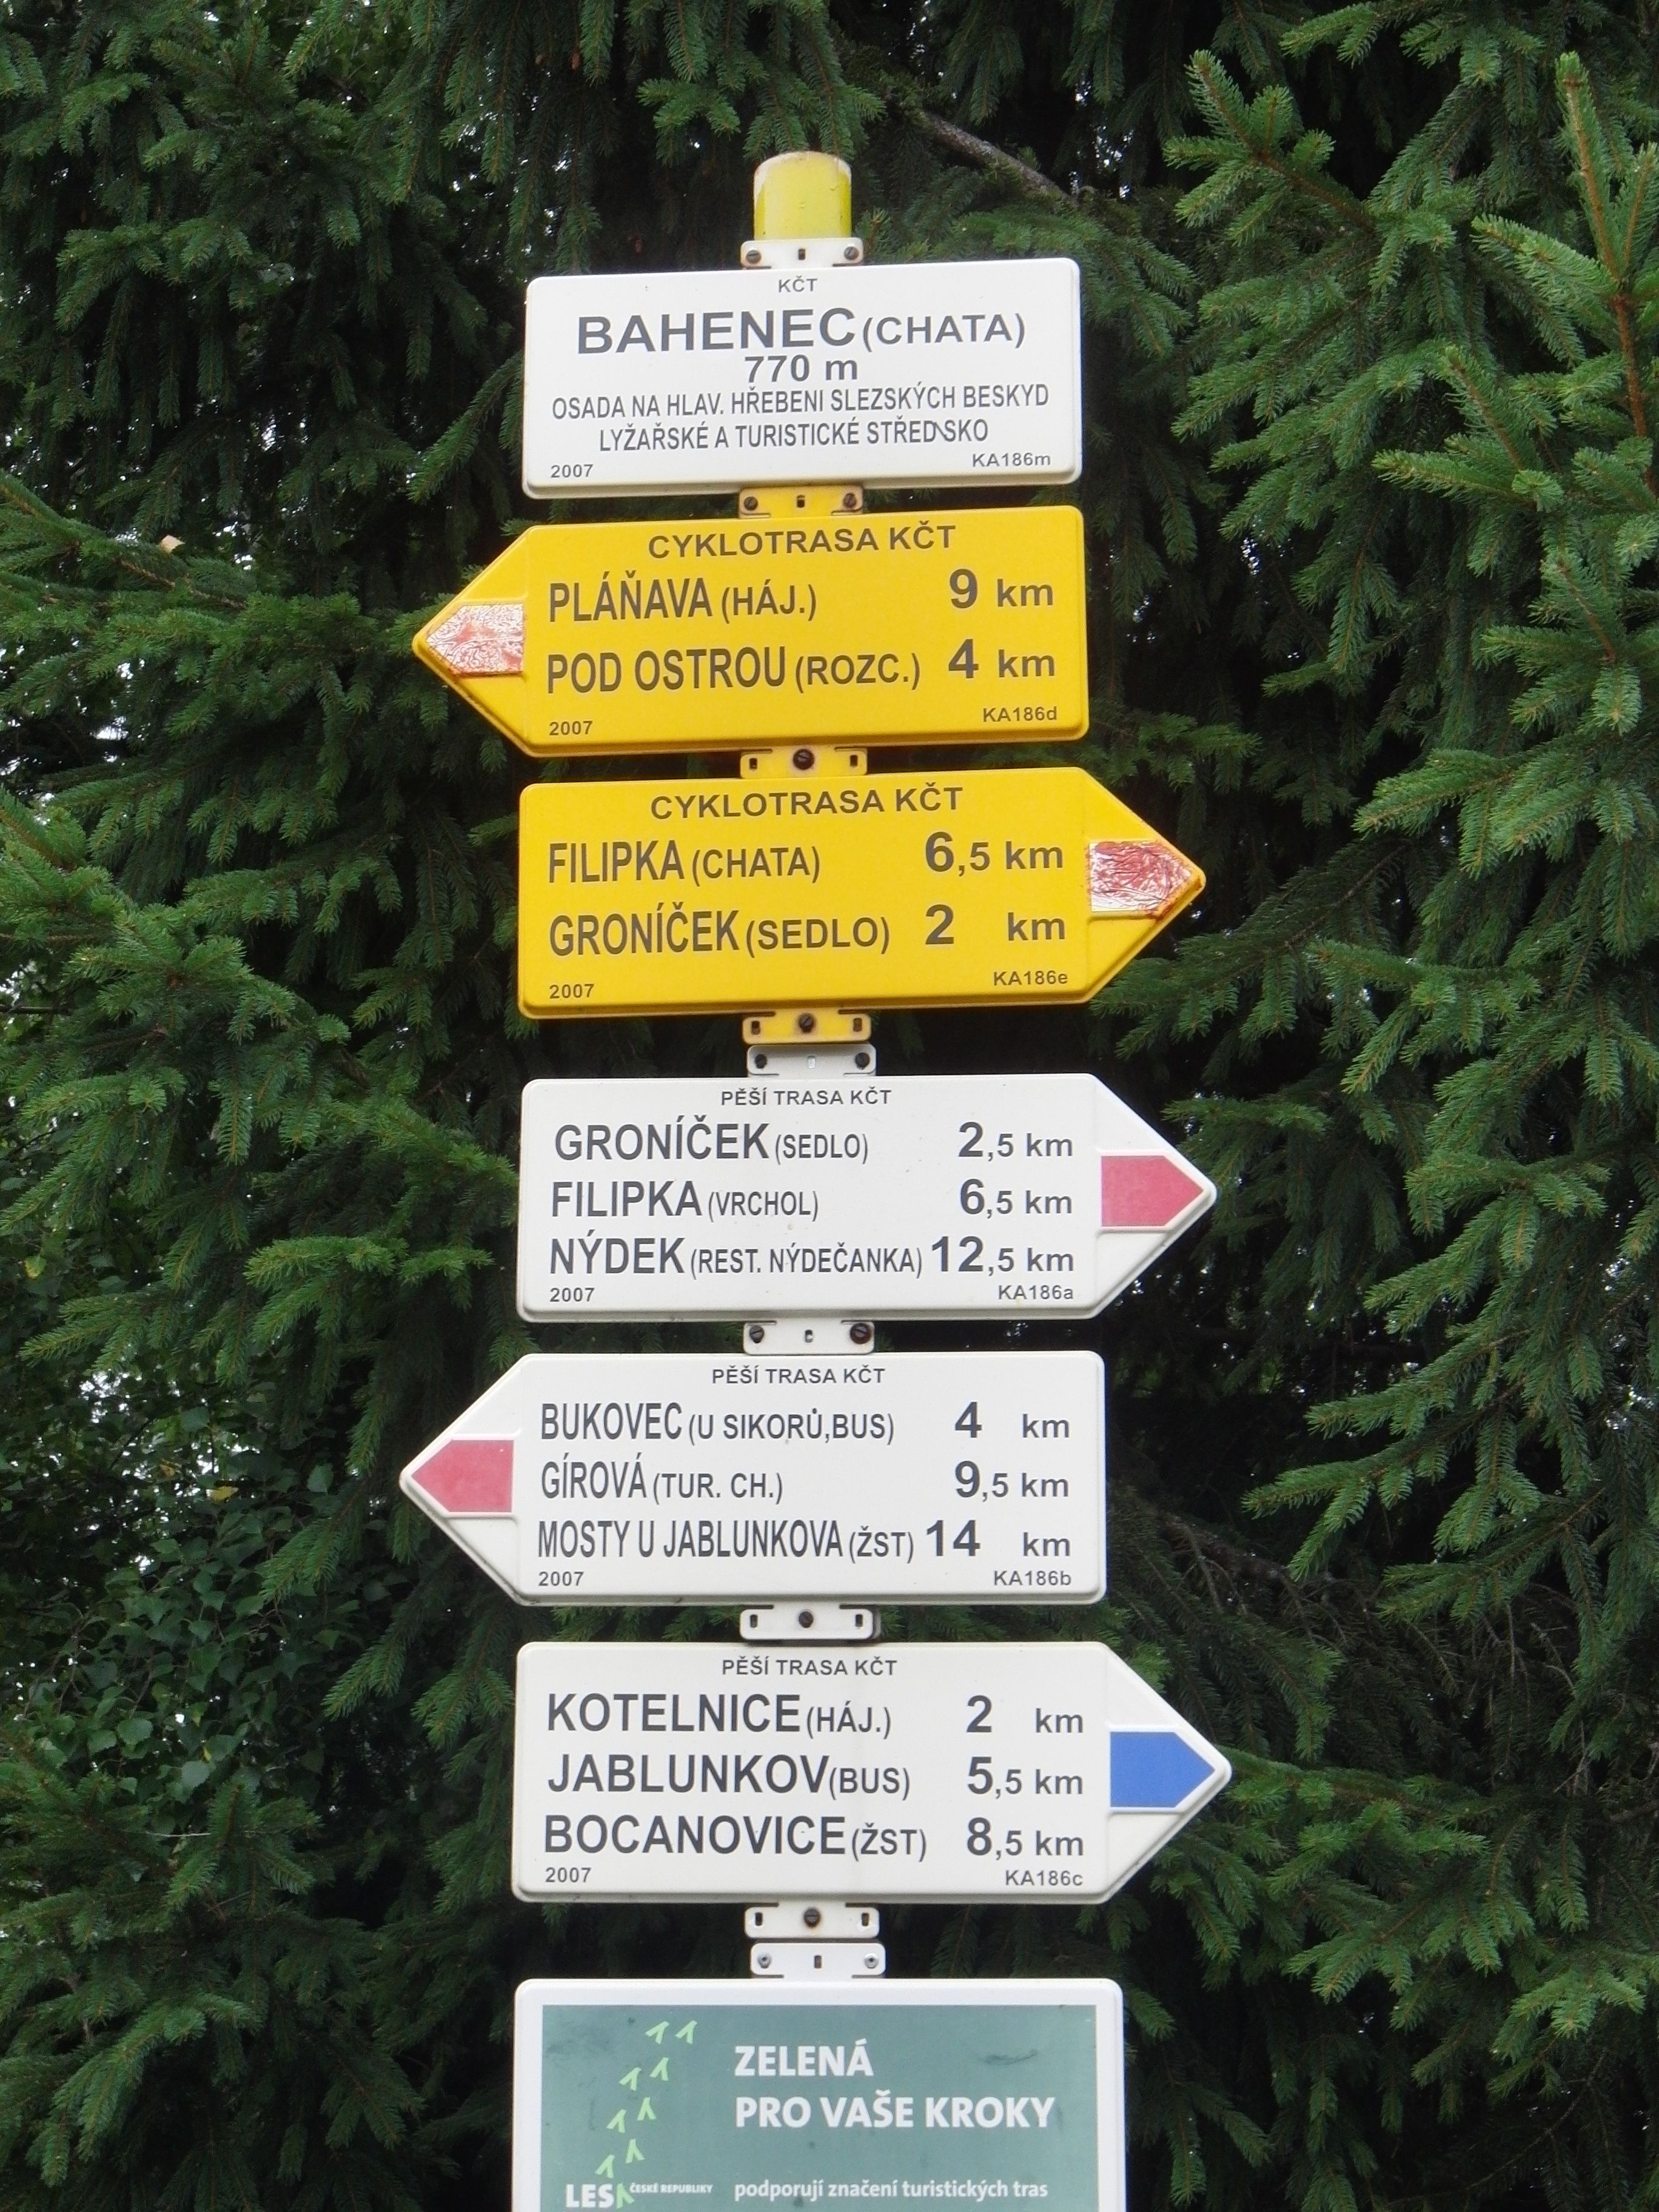 KČT
BAHENEC (CHATA)
770 m
OSADA NA HLAV. HŘEBENI SLEZSKÝCH BESKYD
LYŽAŘSKÉ A TURISTICKÉ STŘEDISKO
2007 KA186m
CYKLOTRASA KČT
PLÁŇAVA (HÁJ.) 9 km
POD OSTROU (ROZC.) 4 km
2007 KA186d
CYKLOTRASA KČT
FILIPKA (CHATA) 6,5 km
GRONÍČEK (SEDLO) 2 km
2007 KA186e
PĚŠÍ TRASA KČT
GRONÍČEK (SEDLO) 2,5 km
FILIPKA (VRCHOL) 6,5 km
NÝDEK (REST. NÝDEČANKA) 12,5 km
2007 KA186a
PĚŠÍ TRASA KČT
BUKOVEC (U SIKORŮ,BUS) 4 km
GÍROVÁ (TUR. CH.) 9,5 km
MOSTY U JABLUNKOVA (ŽST) 14 km
2007 KA186b
PĚŠÍ TRASA KČT
KOTELNICE (HÁJ.) 2 km
JABLUNKOV (BUS) 5,5 km
BOCANOVICE (ŽST) 8,5 km
2007 KA186c
ZELENÁ
PRO VAŠE KROKY
LESY ČESKÉ REPUBLIKY podporují značení turistických tras